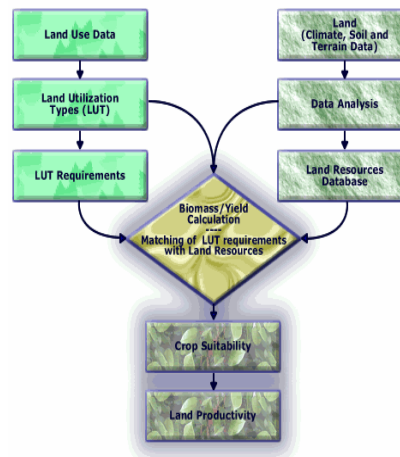 Land Use Data
Land Utilization
Types (LUT)
LUT Requirements
Land
(Climate, Soil and
Terrain Data)
Data Analysis
Land Resources
Database
Biomass/Yield
Calculation
----
Matching of LUT requirements
with Land Resources
Crop Suitability
Land Productivity